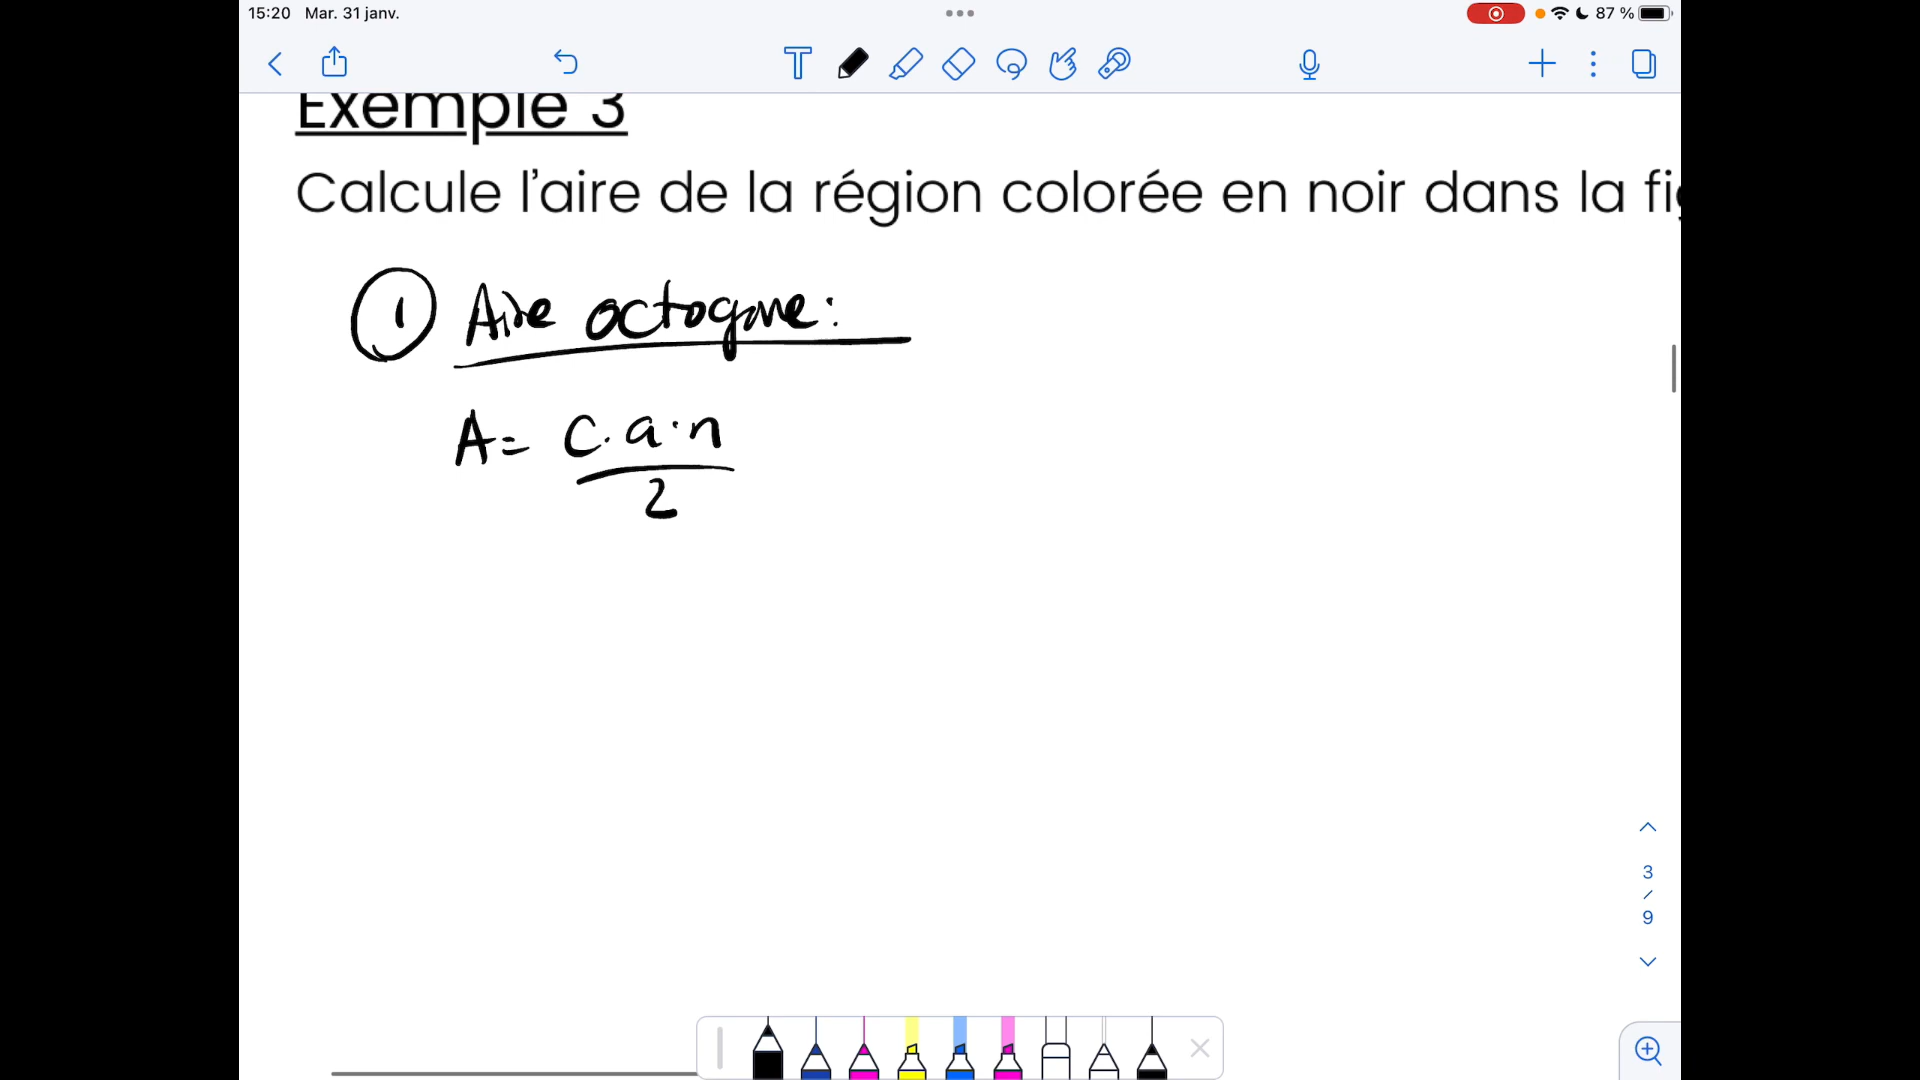 15:20 Mar. 31 janv.
87 %
Exemple 3
Calcule l’aire de la région colorée en noir dans la
1 Aire octogone:
A = c·a·n
2
3
/
9